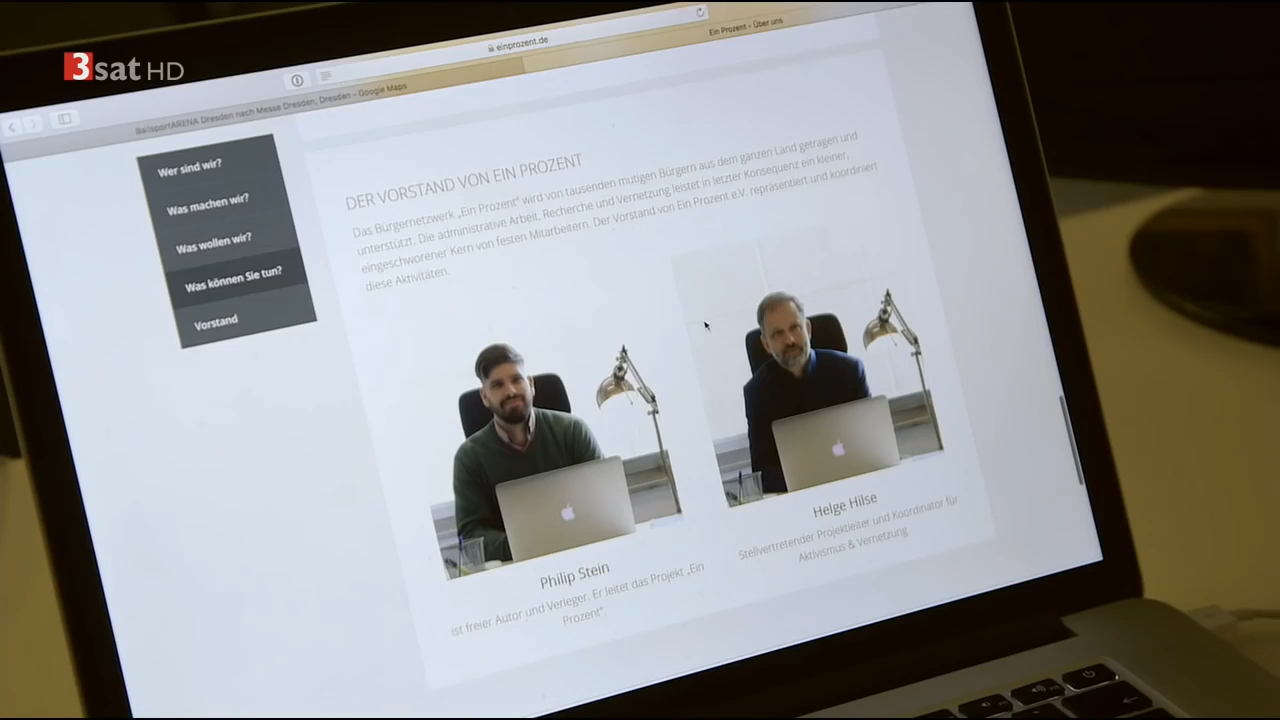 3sat HD
einprozent.de
Ein Prozent - Über uns
BallsportARENA Dresden nach Messe Dresden, Dresden - Google Maps
Wer sind wir?
Was machen wir?
Was wollen wir?
Was können Sie tun?
Vorstand
DER VORSTAND VON EIN PROZENT
Das Bürgernetzwerk „Ein Prozent“ wird von tausenden mutigen Bürgern aus dem ganzen Land getragen und
unterstützt. Die administrative Arbeit, Recherche und Vernetzung leistet in letzter Konsequenz ein kleiner,
eingeschworener Kern von festen Mitarbeitern. Der Vorstand von Ein Prozent e.V. repräsentiert und koordiniert
diese Aktivitäten.
Philip Stein
ist freier Autor und Verleger. Er leitet das Projekt „Ein
Prozent“.
Helge Hilse
Stellvertretender Projektleiter und Koordinator für
Aktivismus & Vernetzung